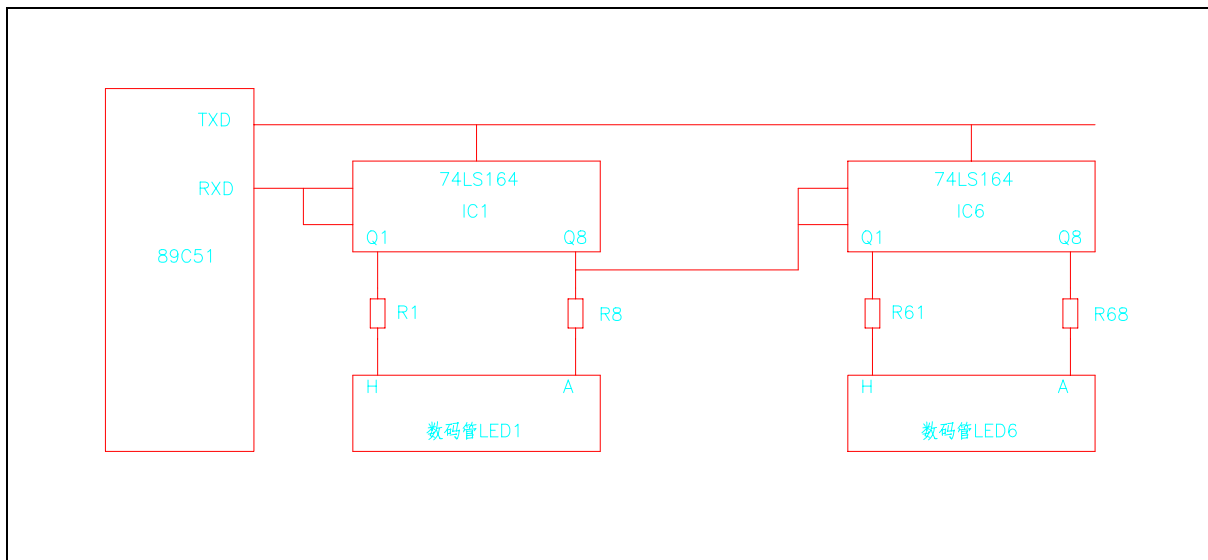 TXD
RXD
89C51
74LS164
IC1
Q1
Q8
R1
R8
H
A
数码管LED1
74LS164
IC6
Q1
Q8
R61
R68
H
A
数码管LED6